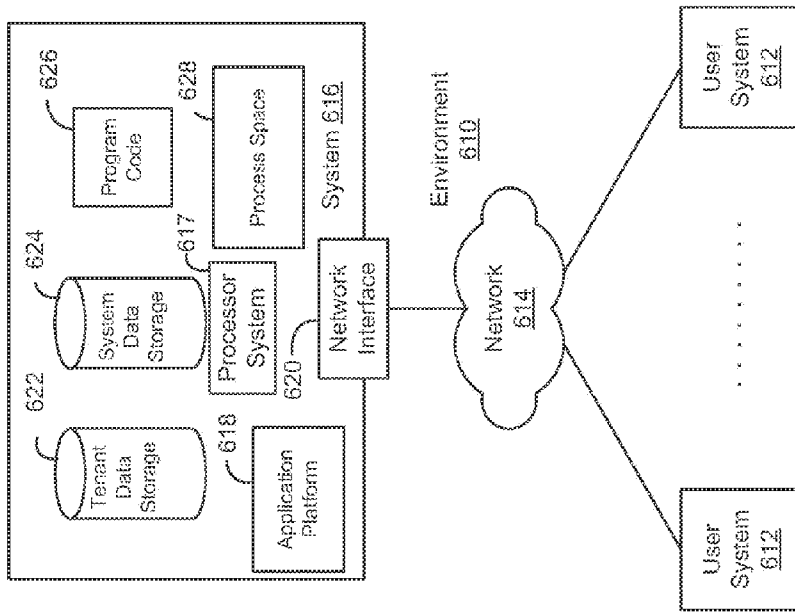 622
Tenant
Data
Storage
624
System
Data
Storage
626
Program
Code
618
Application
Platform
617
Processor
System
628
Process Space
System 616
620
Network
Interface
Environment
610
Network
614
User
System
612
. . . . . . .
User
System
612